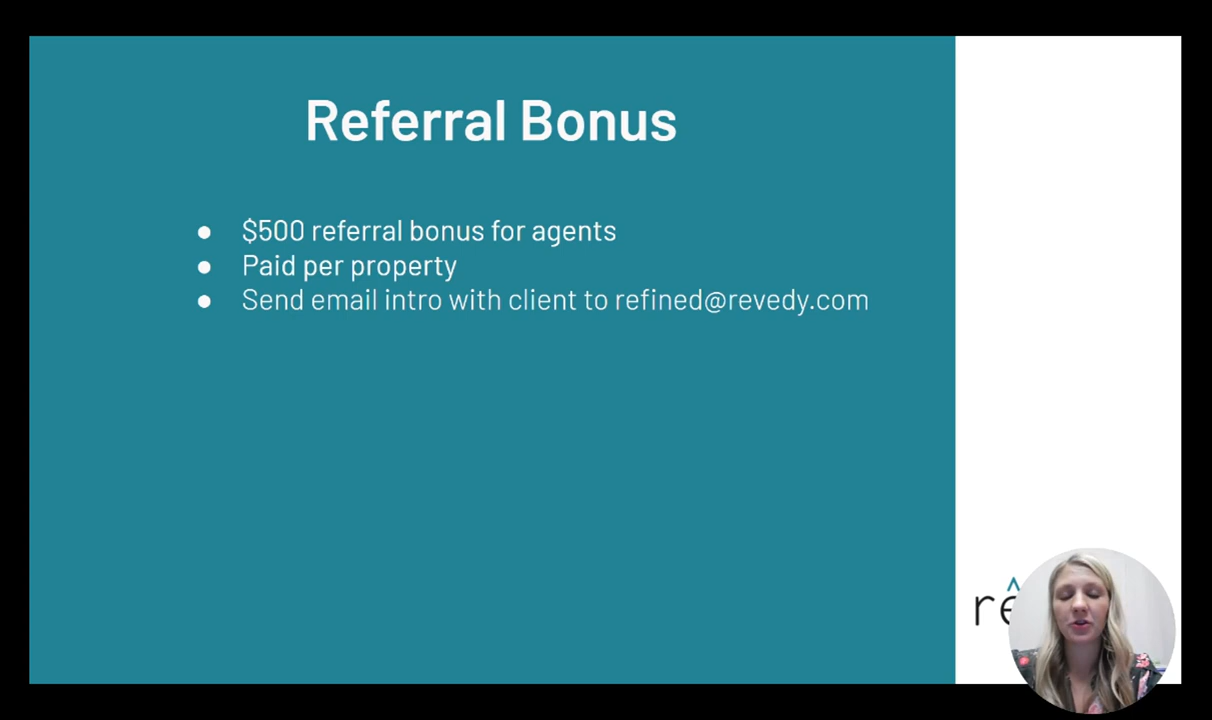 Referral Bonus
● $500 referral bonus for agents
● Paid per property
● Send email intro with client to refined@revedy.com